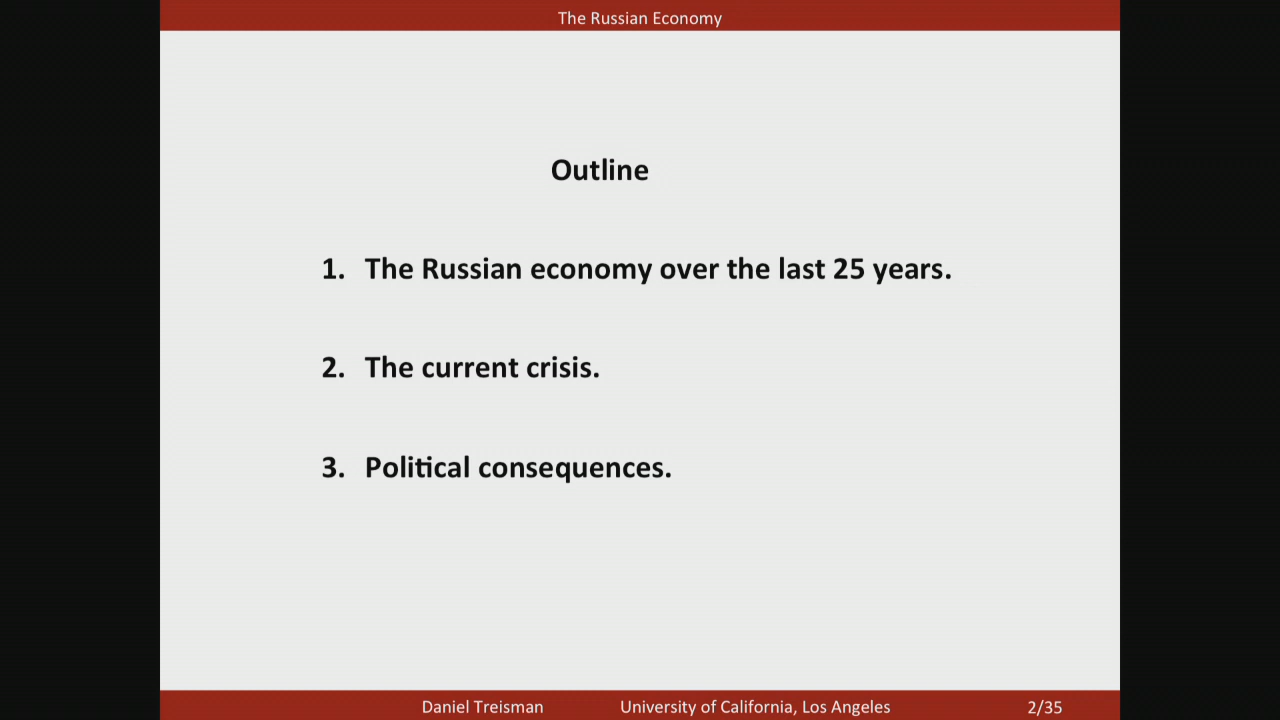 The Russian Economy
Outline
1. The Russian economy over the last 25 years.
2. The current crisis.
3. Political consequences.
Daniel Treisman University of California, Los Angeles 2/35